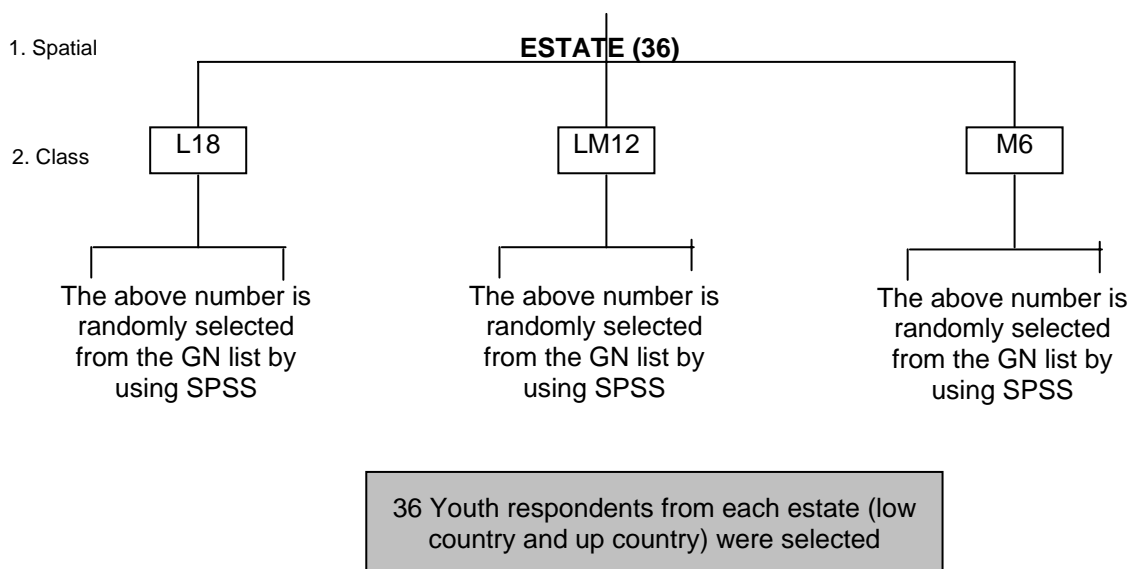 1. Spatial
ESTATE (36)
2. Class
L18
LM12
M6
The above number is
randomly selected
from the GN list by
using SPSS
The above number is
randomly selected
from the GN list by
using SPSS
The above number is
randomly selected
from the GN list by
using SPSS
36 Youth respondents from each estate (low
country and up country) were selected